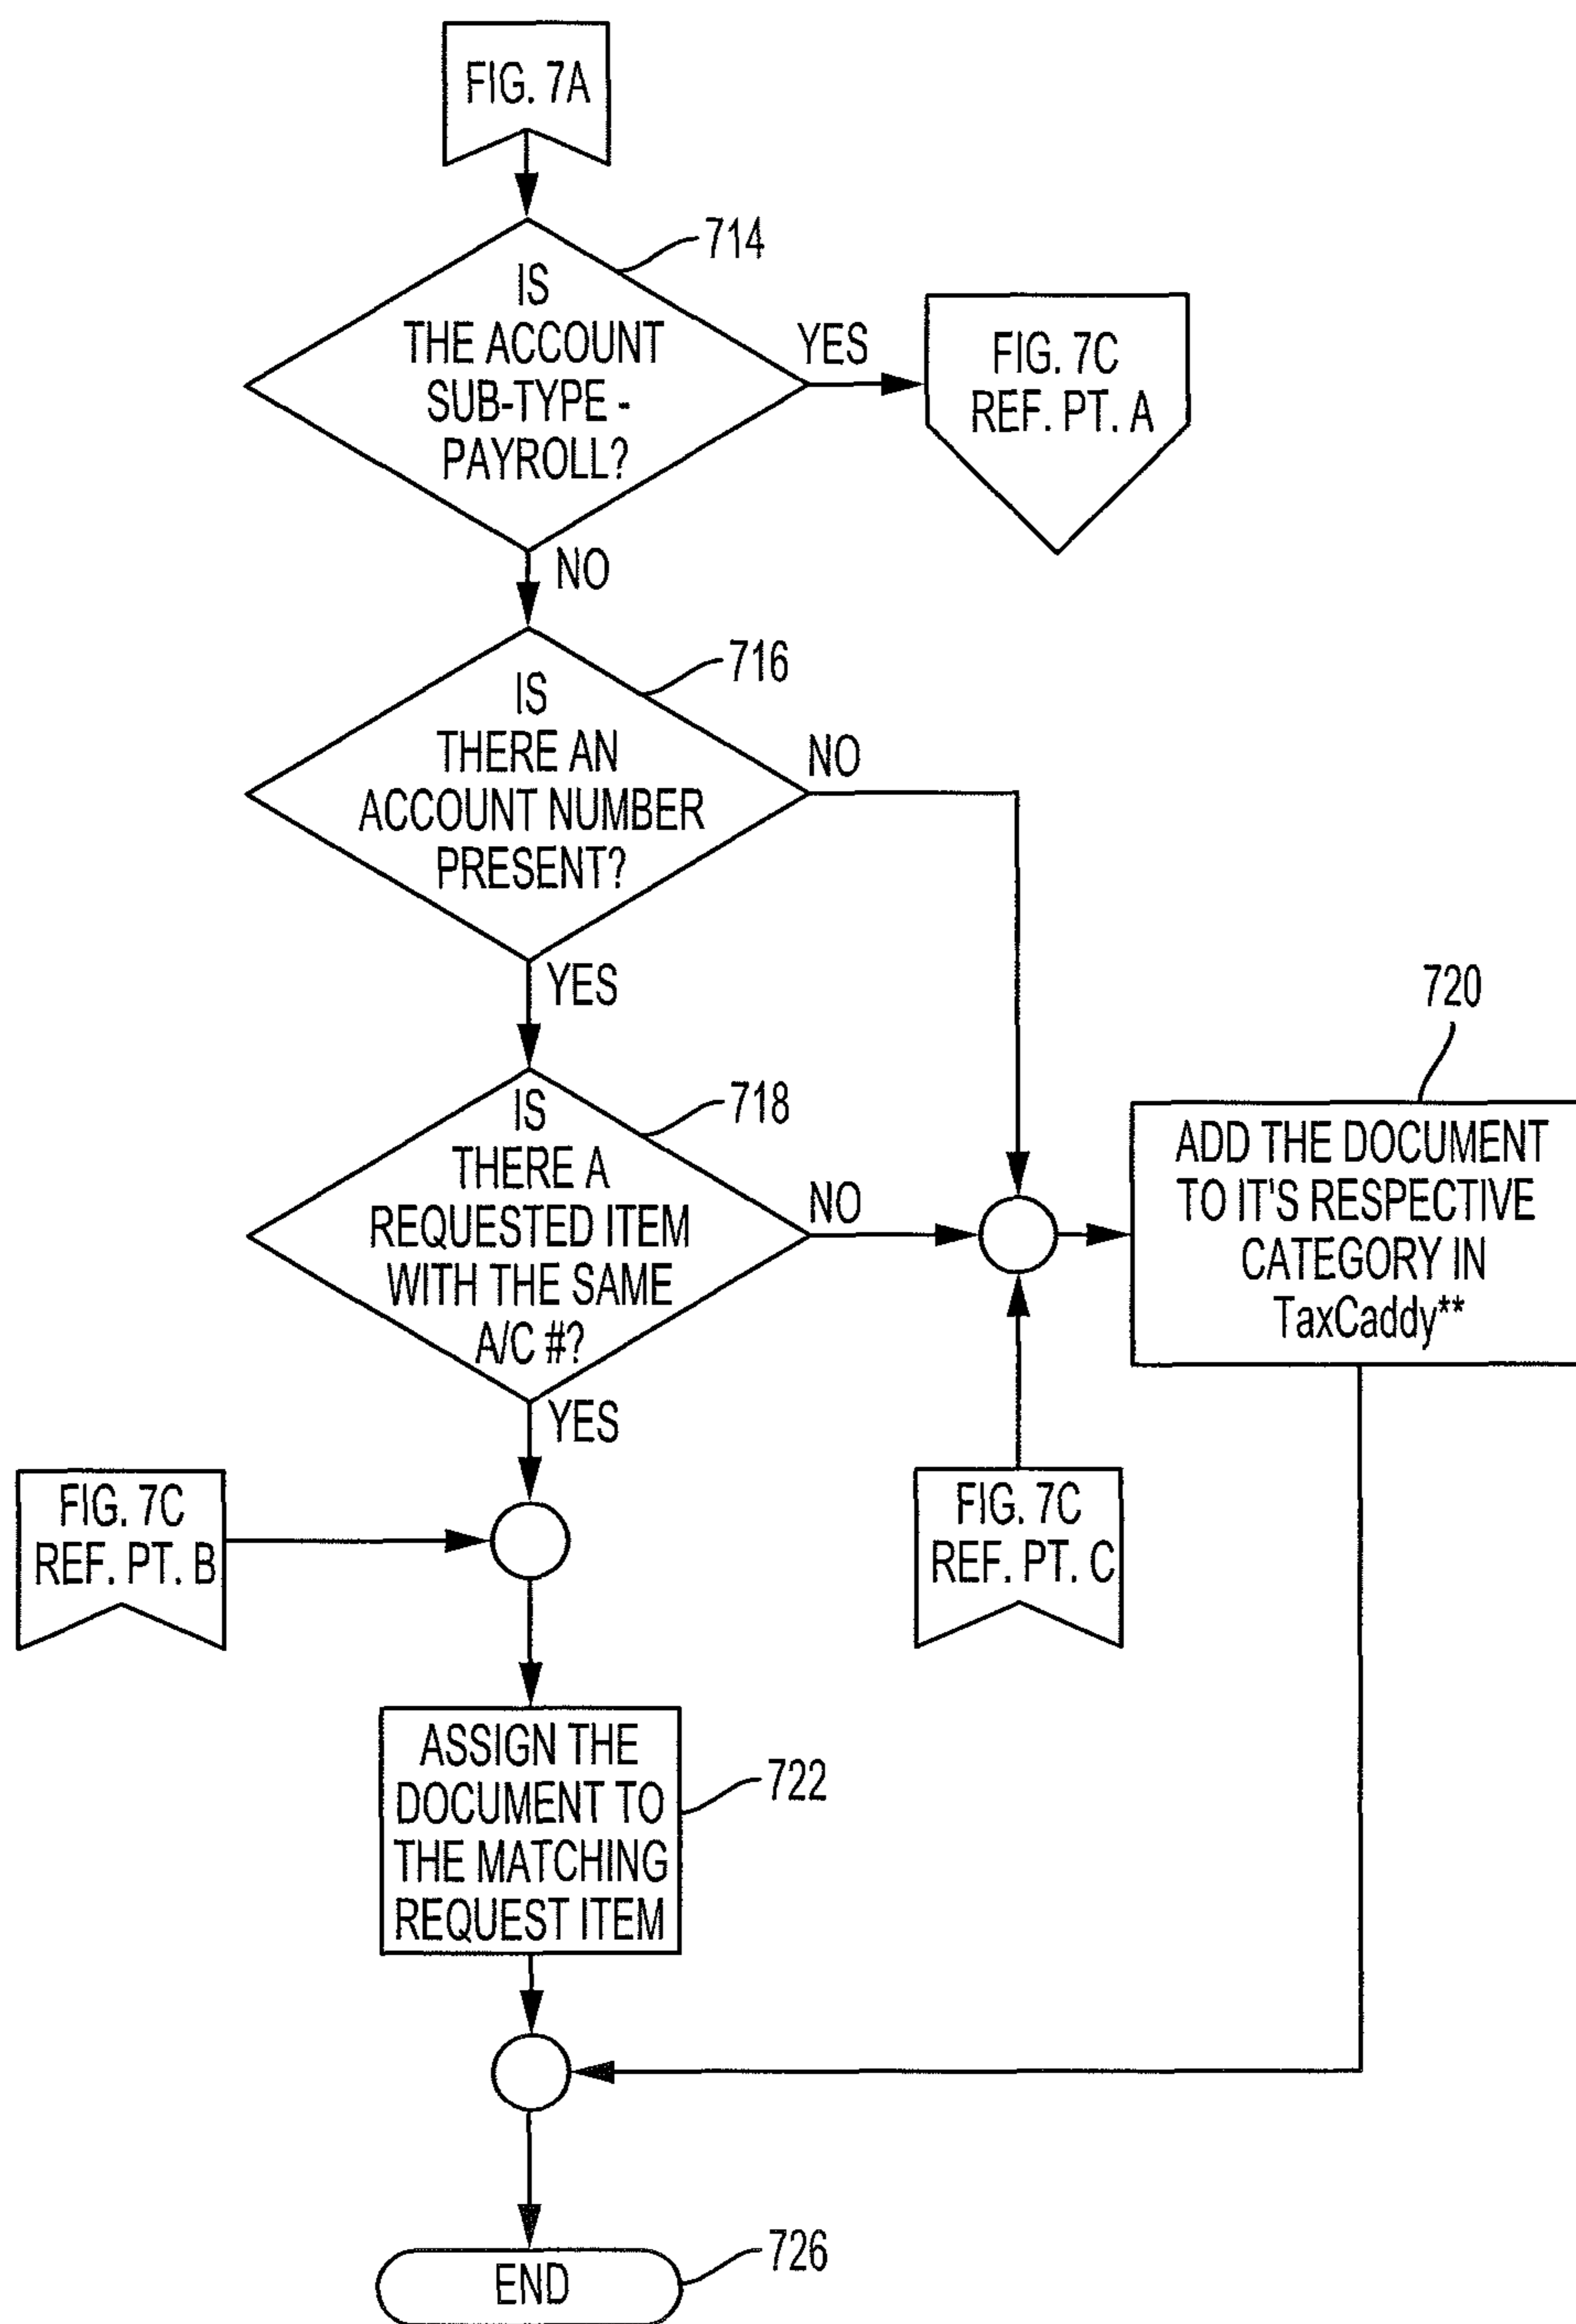 FIG. 7A
714
IS
THE ACCOUNT
SUB-TYPE -
PAYROLL?
YES
FIG. 7C
REF. PT. A
NO
716
IS
THERE AN
ACCOUNT NUMBER
PRESENT?
NO
YES
718
IS
THERE A
REQUESTED ITEM
WITH THE SAME
A/C #?
NO
720
ADD THE DOCUMENT
TO IT'S RESPECTIVE
CATEGORY IN
TaxCaddy**
YES
FIG. 7C
REF. PT. B
FIG. 7C
REF. PT. C
ASSIGN THE
DOCUMENT TO
THE MATCHING
REQUEST ITEM
722
END
726